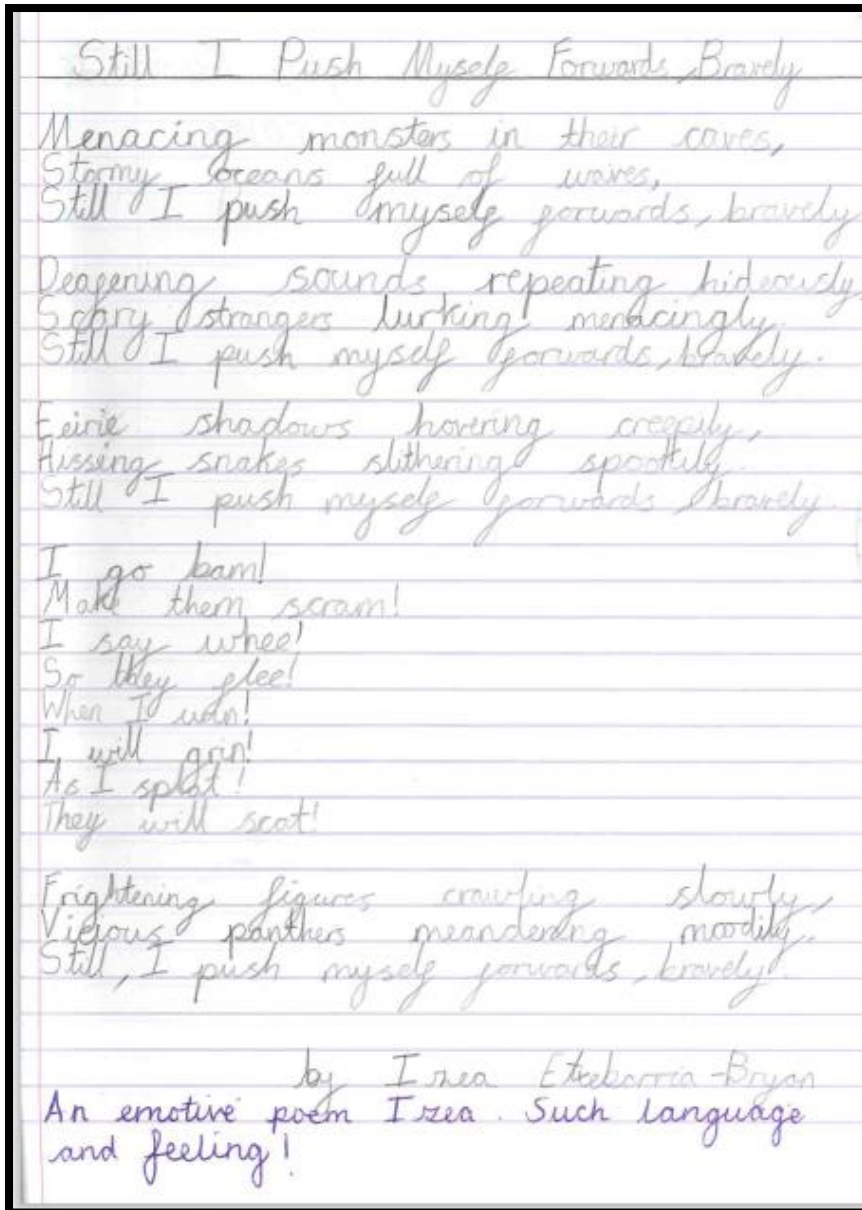 Still I Push Myself Forwards, Bravely
Menacing monsters in their caves,
Stormy oceans full of waves,
Still I push myself forwards, bravely
Deafening sounds repeating hideously,
Scary strangers lurking menacingly.
Still I push myself forwards, bravely.
Eeirie shadows hovering creepily,
Hissing snakes slithering spookily.
Still I push myself forwards, bravely.
I go bam!
Make them scram!
I say whee!
So they flee!
When I win!
I will grin!
As I splat!
They will scat!
Frightening figures crawling slowly,
Vicious panthers meandering moodily.
Still, I push myself forwards, bravely.
by Izea Etxebarria-Bryan
An emotive poem Izea. Such language
and feeling!